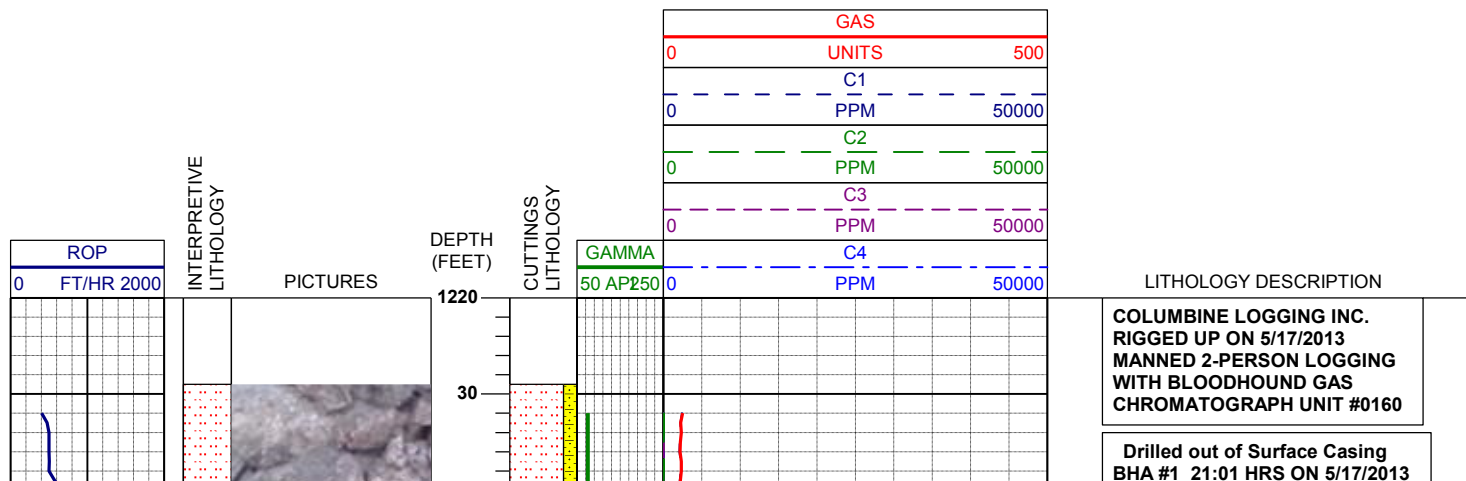 GAS
0 UNITS 500
C1
0 PPM 50000
C2
0 PPM 50000
C3
0 PPM 50000
C4
0 PPM 50000
ROP
0 FT/HR 2000
INTERPRETIVE
LITHOLOGY
PICTURES
DEPTH
(FEET)
CUTTINGS
LITHOLOGY
GAMMA
50 API 250
LITHOLOGY DESCRIPTION
1220
30
COLUMBINE LOGGING INC.
RIGGED UP ON 5/17/2013
MANNED 2-PERSON LOGGING
WITH BLOODHOUND GAS
CHROMATOGRAPH UNIT #0160
Drilled out of Surface Casing
BHA #1 21:01 HRS ON 5/17/2013